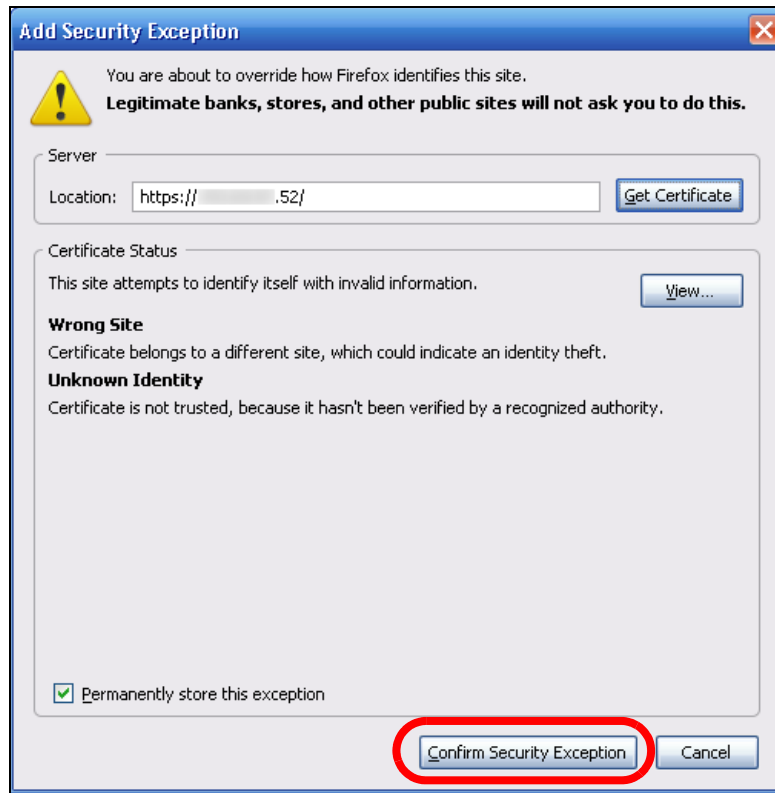 Add Security Exception
You are about to override how Firefox identifies this site.
Legitimate banks, stores, and other public sites will not ask you to do this.
Server
Location: https:// .52/ Get Certificate
Certificate Status
This site attempts to identify itself with invalid information. View...
Wrong Site
Certificate belongs to a different site, which could indicate an identity theft.
Unknown Identity
Certificate is not trusted, because it hasn't been verified by a recognized authority.
Permanently store this exception
Confirm Security Exception Cancel